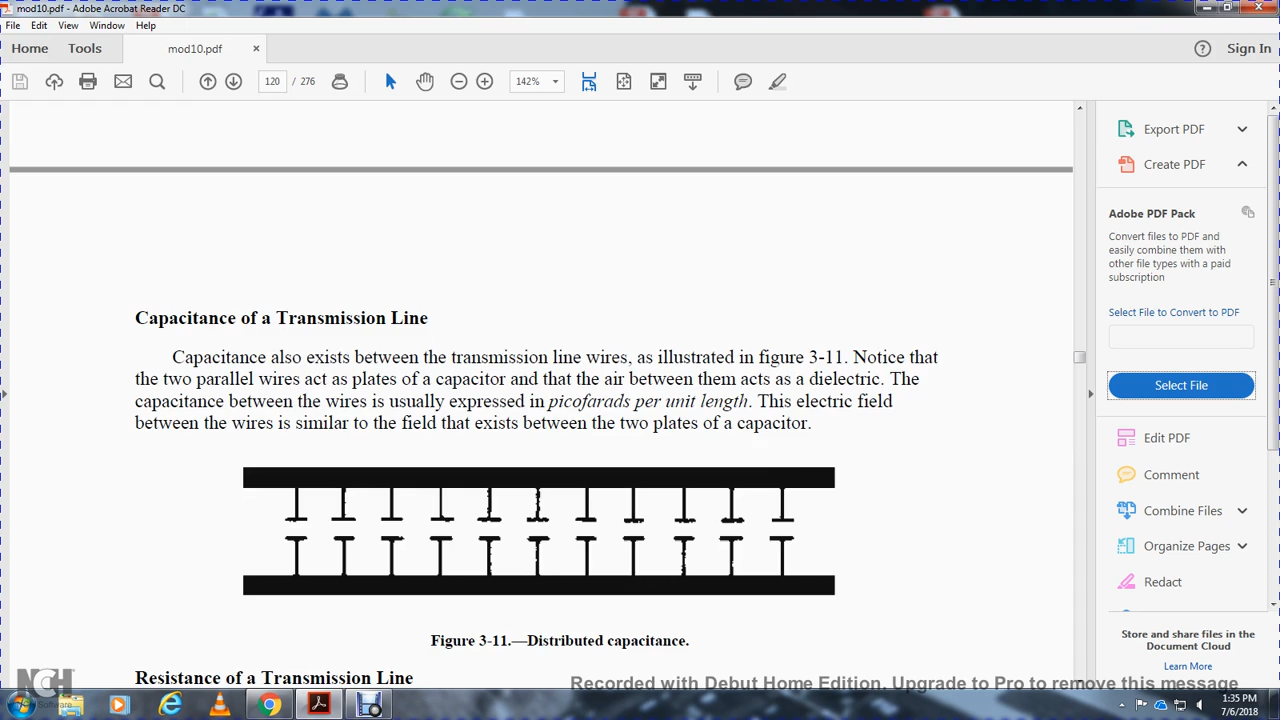 mod10.pdf - Adobe Acrobat Reader DC
File Edit View Window Help
Home Tools mod10.pdf × Sign In
120 / 276 142%
Export PDF
Create PDF
Adobe PDF Pack
Convert files to PDF and
easily combine them with
other file types with a paid
subscription
Select File to Convert to PDF
Select File
Edit PDF
Comment
Combine Files
Organize Pages
Redact
Store and share files in the
Document Cloud
Learn More
Capacitance of a Transmission Line
Capacitance also exists between the transmission line wires, as illustrated in figure 3-11. Notice that
the two parallel wires act as plates of a capacitor and that the air between them acts as a dielectric. The
capacitance between the wires is usually expressed in picofarads per unit length. This electric field
between the wires is similar to the field that exists between the two plates of a capacitor.
Figure 3-11.—Distributed capacitance.
Resistance of a Transmission Line
NCH Software
Recorded with Debut Home Edition. Upgrade to Pro to remove this message
1:35 PM
7/6/2018